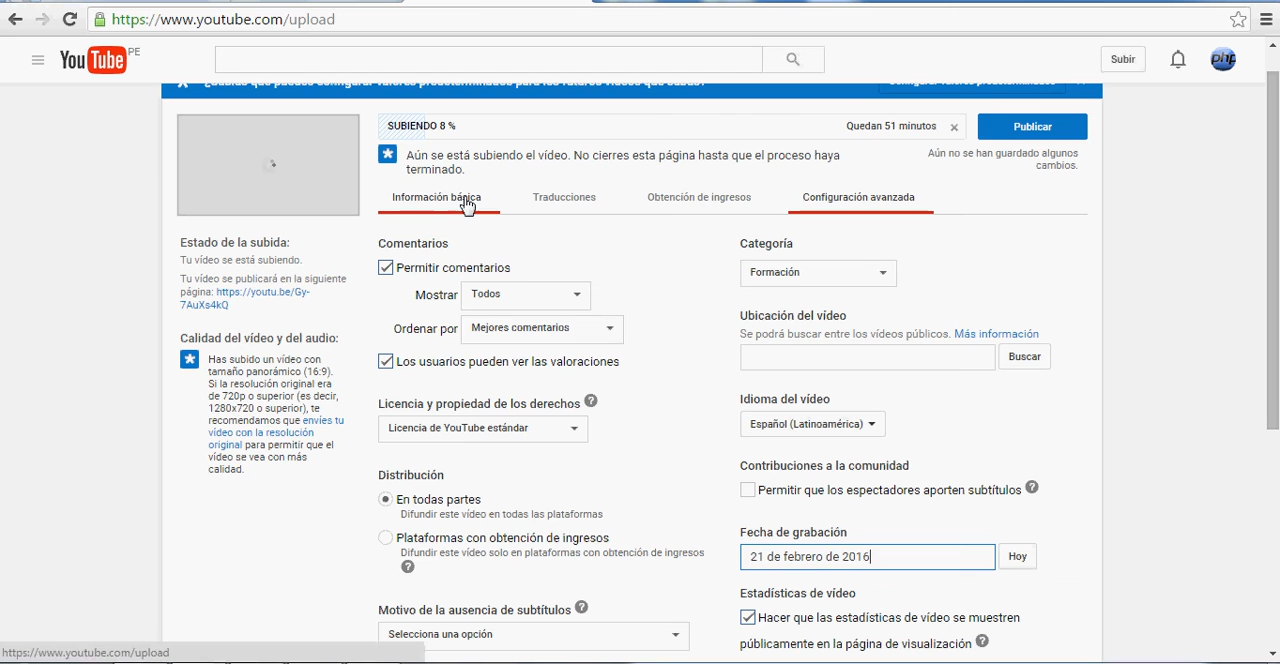 https://www.youtube.com/upload
YouTube PE
Subir
php
SUBIENDO 8 %
Quedan 51 minutos
Publicar
Aún se está subiendo el vídeo. No cierres esta página hasta que el proceso haya
terminado.
Aún no se han guardado algunos
cambios.
Información básica
Traducciones
Obtención de ingresos
Configuración avanzada
Estado de la subida:
Tu vídeo se está subiendo.
Tu vídeo se publicará en la siguiente
página: https://youtu.be/Gy-
7AuXs4kQ
Calidad del vídeo y del audio:
Has subido un vídeo con
tamaño panorámico (16:9).
Si la resolución original era
de 720p o superior (es decir,
1280x720 o superior), te
recomendamos que envíes tu
vídeo con la resolución
original para permitir que el
vídeo se vea con más
calidad.
Comentarios
Permitir comentarios
Mostrar Todos
Ordenar por Mejores comentarios
Los usuarios pueden ver las valoraciones
Licencia y propiedad de los derechos ?
Licencia de YouTube estándar
Distribución
En todas partes
Difundir este vídeo en todas las plataformas
Plataformas con obtención de ingresos
Difundir este vídeo solo en plataformas con obtención de ingresos
?
Motivo de la ausencia de subtítulos ?
Selecciona una opción
Categoría
Formación
Ubicación del vídeo
Se podrá buscar entre los vídeos públicos. Más información
Buscar
Idioma del vídeo
Español (Latinoamérica)
Contribuciones a la comunidad
Permitir que los espectadores aporten subtítulos ?
Fecha de grabación
21 de febrero de 2016
Hoy
Estadísticas de vídeo
Hacer que las estadísticas de vídeo se muestren
públicamente en la página de visualización ?
https://www.youtube.com/upload